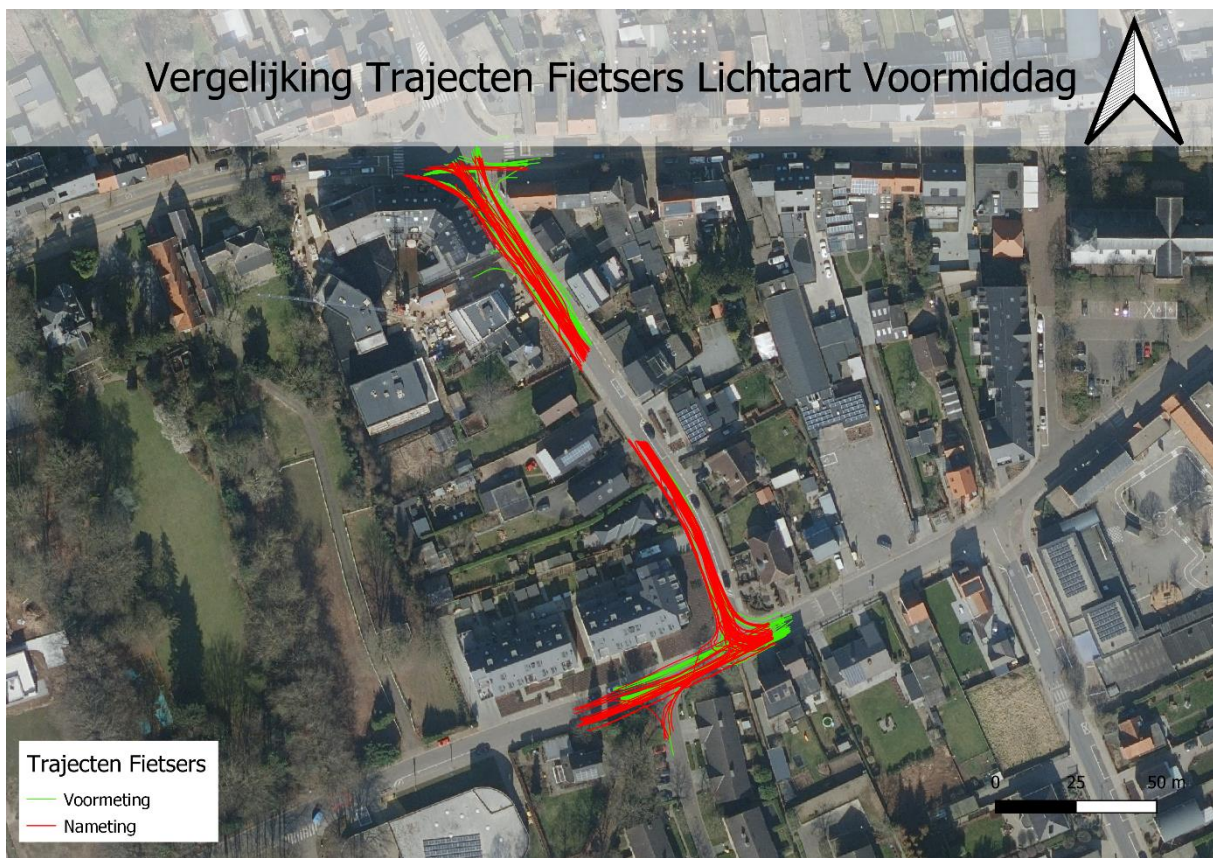 Vergelijking Trajecten Fietsers Lichtaart Voormiddag
Trajecten Fietsers
Voormeting
Nameting
0 25 50 m